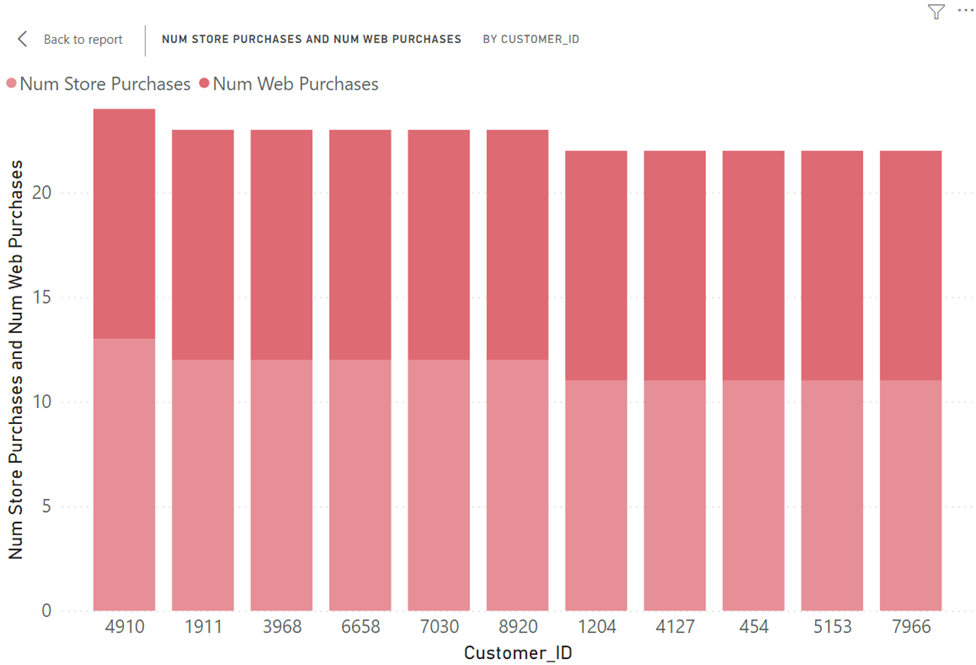 Back to report
NUM STORE PURCHASES AND NUM WEB PURCHASES BY CUSTOMER_ID
Num Store Purchases Num Web Purchases
Num Store Purchases and Num Web Purchases
20
15
10
5
0
4910 1911 3968 6658 7030 8920 1204 4127 454 5153 7966
Customer_ID